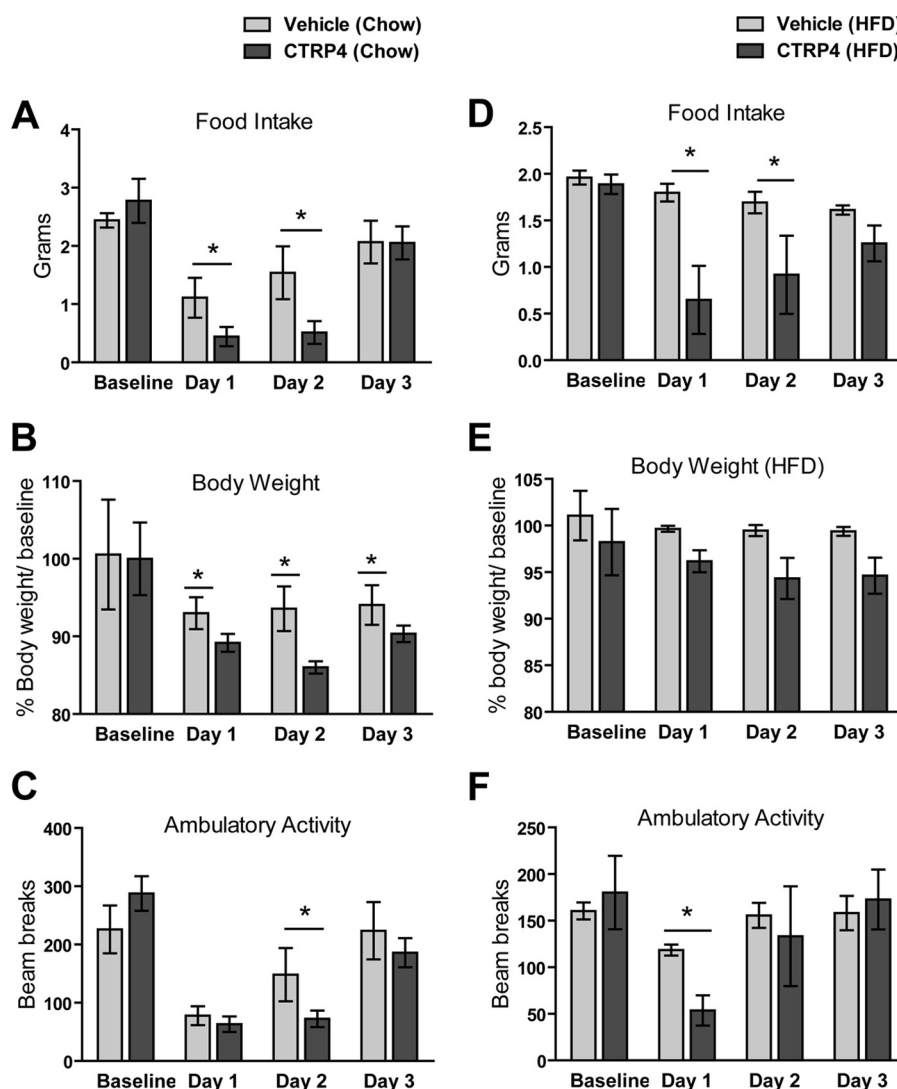 Vehicle (Chow)
CTRP4 (Chow)
Vehicle (HFD)
CTRP4 (HFD)
A
Food Intake
Grams
4
3
2
1
0
*
*
Baseline Day 1 Day 2 Day 3
B
Body Weight
% Body weight/ baseline
110
100
90
80
*
*
*
Baseline Day 1 Day 2 Day 3
C
Ambulatory Activity
Beam breaks
400
300
200
100
0
*
Baseline Day 1 Day 2 Day 3
D
Food Intake
Grams
2.5
2.0
1.5
1.0
0.5
0.0
*
*
Baseline Day 1 Day 2 Day 3
E
Body Weight (HFD)
% body weight/ baseline
105
100
95
90
85
80
Baseline Day 1 Day 2 Day 3
F
Ambulatory Activity
Beam breaks
250
200
150
100
50
0
*
Baseline Day 1 Day 2 Day 3